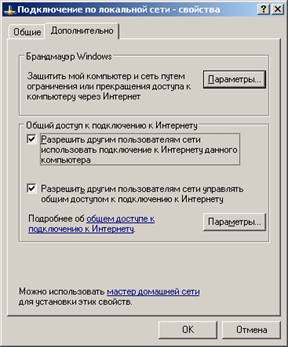 Подключение по локальной сети - свойства
Общие
Дополнительно
Брандмауэр Windows
Защитить мой компьютер и сеть путем
ограничения или прекращения доступа к
компьютеру через Интернет
Параметры...
Общий доступ к подключению к Интернету
Разрешить другим пользователям сети
использовать подключение к Интернету данного
компьютера
Разрешить другим пользователям сети управлять
общим доступом к подключению к Интернету
Подробнее об общем доступе к
подключению к Интернету.
Параметры...
Можно использовать мастер домашней сети
для установки этих свойств.
OK
Отмена